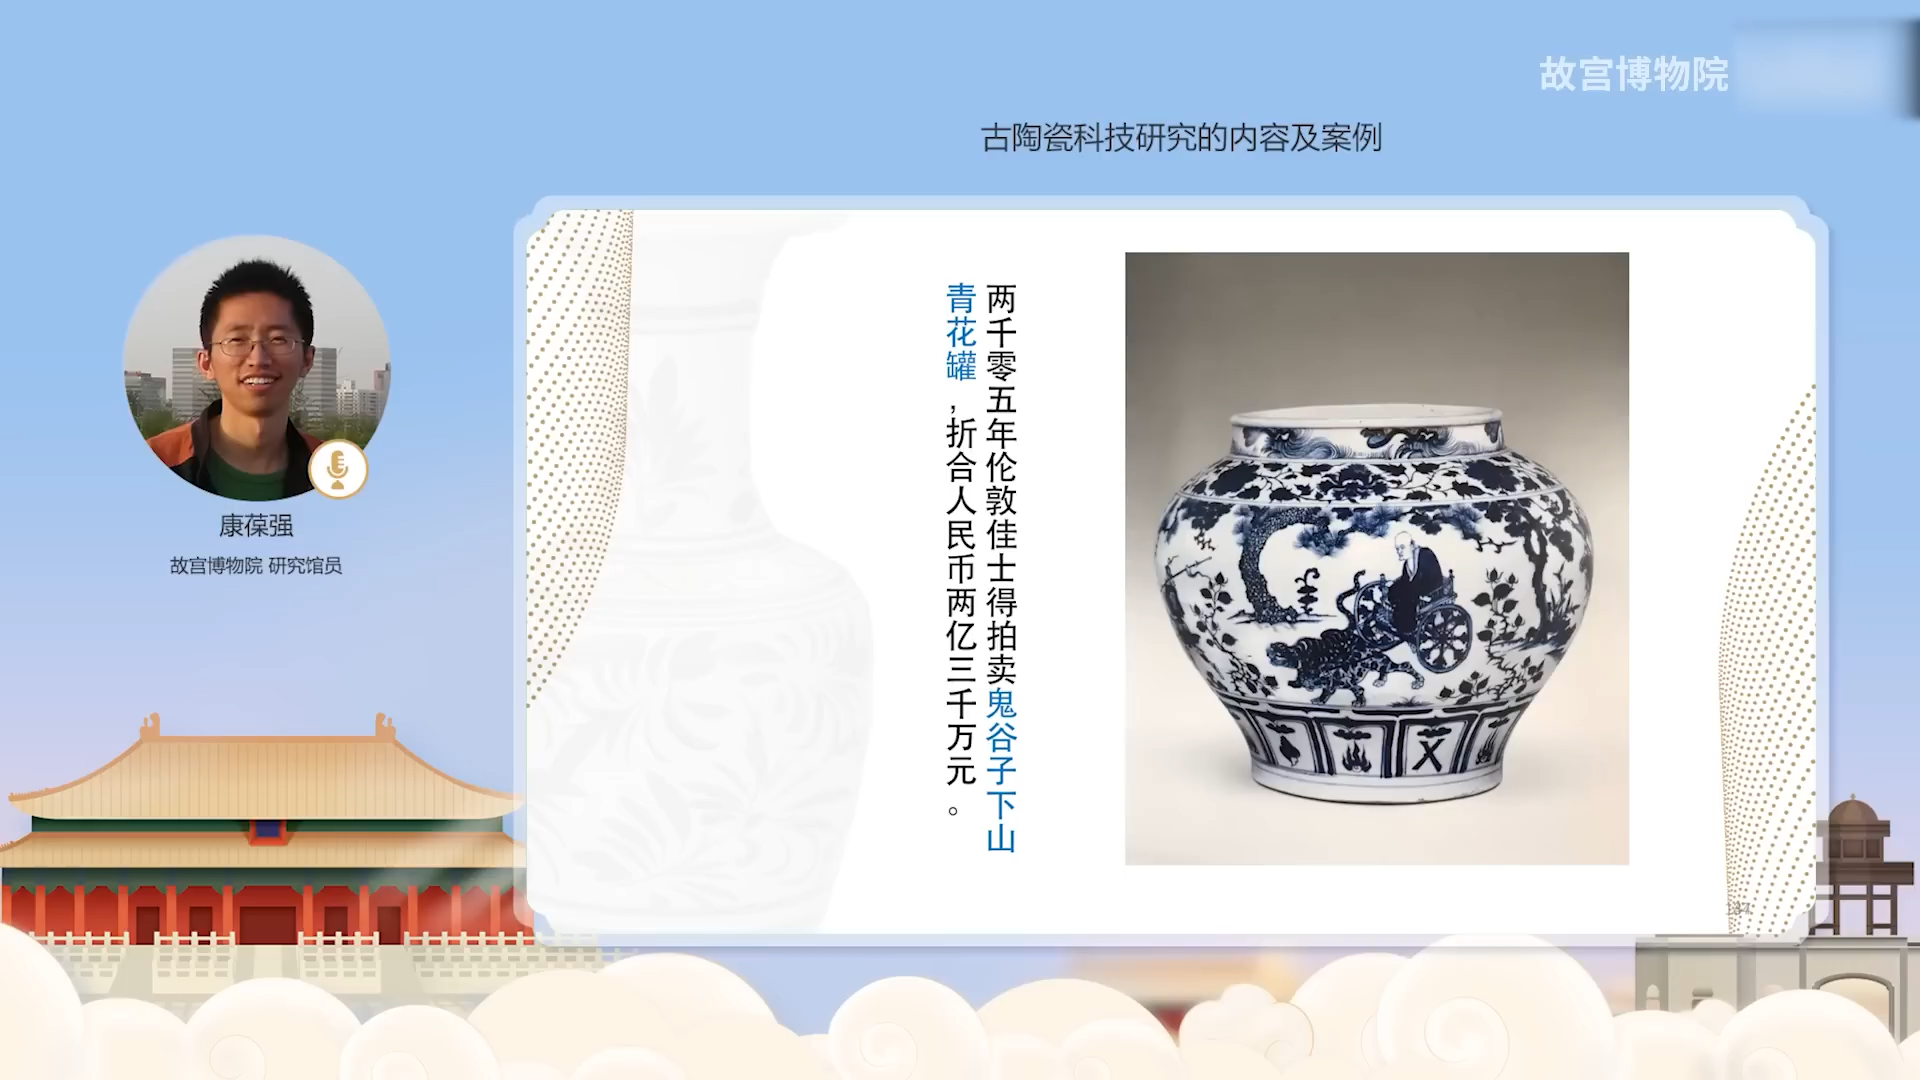 故宫博物院
古陶瓷科技研究的内容及案例
康葆强
故宫博物院 研究馆员
两千零五年伦敦佳士得拍卖鬼谷子下山
青花罐,折合人民币两亿三千万元。